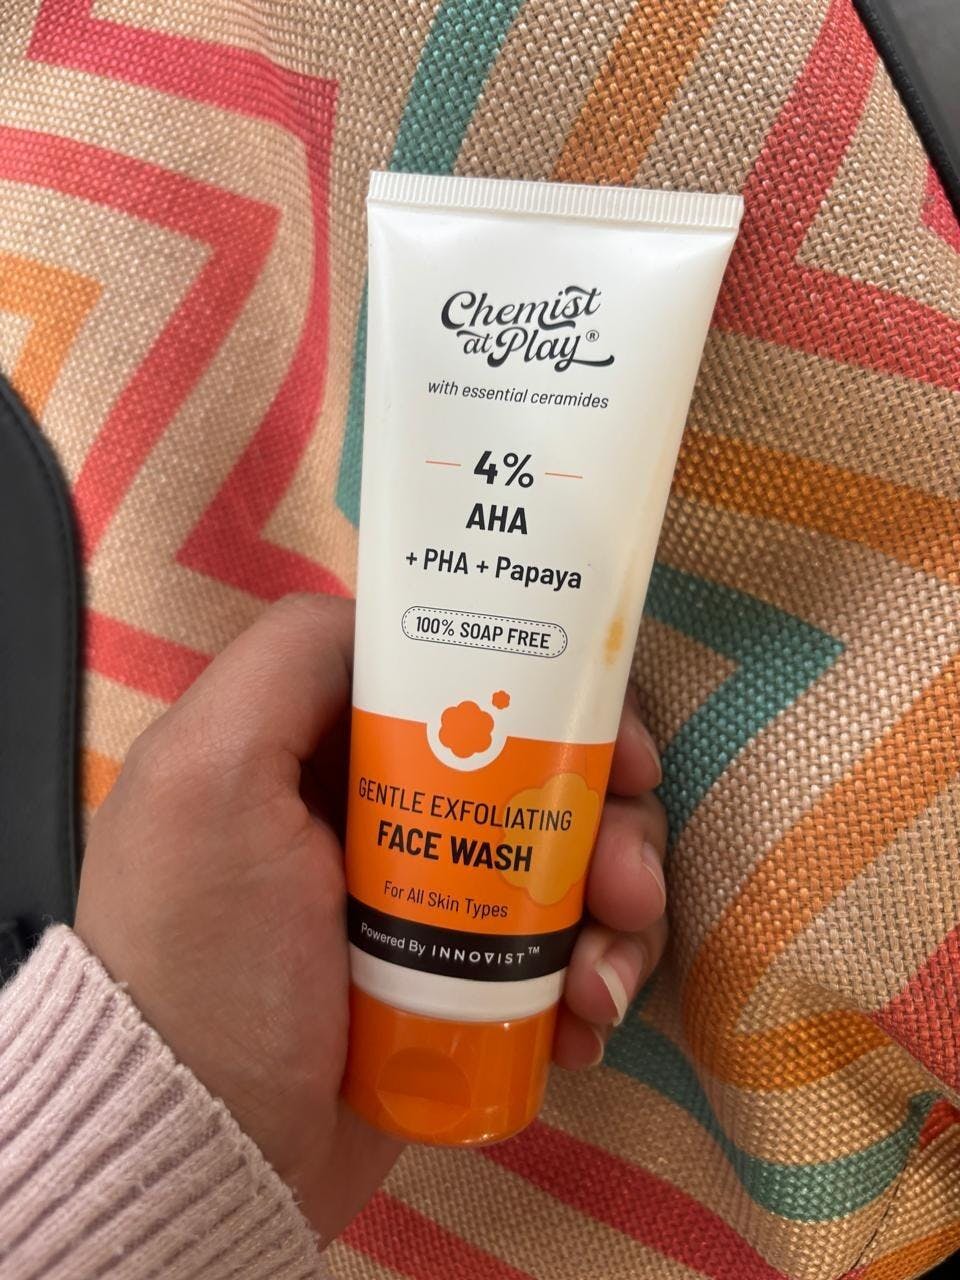 Chemist
at Play®
with essential ceramides
4%
AHA
+ PHA + Papaya
100% SOAP FREE
GENTLE EXFOLIATING
FACE WASH
For All Skin Types
Powered By INNOVIST™